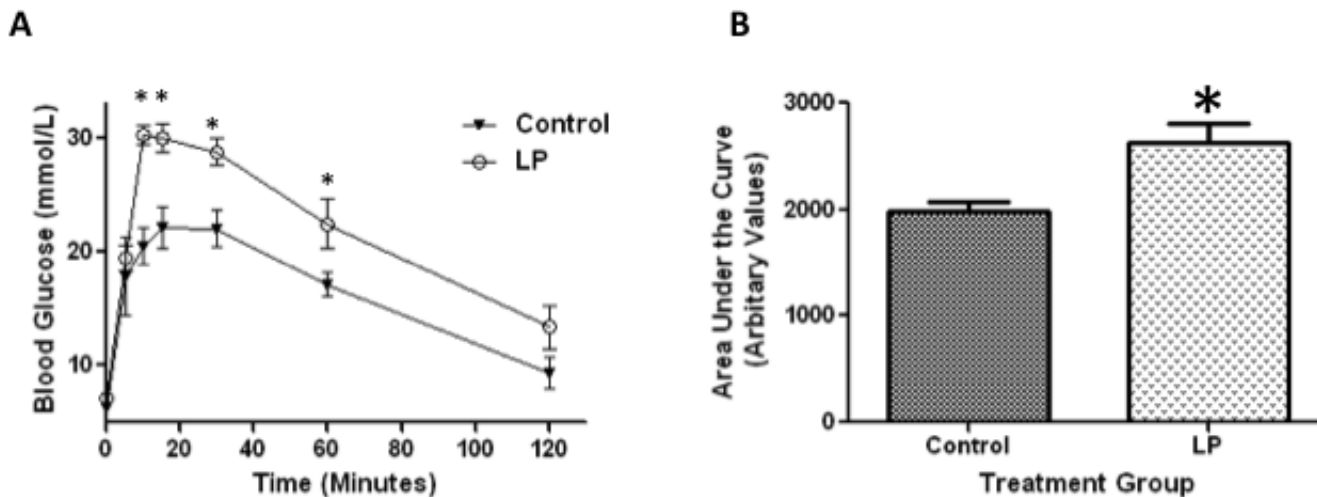 A
B
* *
*
*
Control
LP
30
20
10
Blood Glucose (mmol/L)
0 20 40 60 80 100 120
Time (Minutes)
*
3000
2000
1000
0
Area Under the Curve
(Arbitary Values)
Control LP
Treatment Group